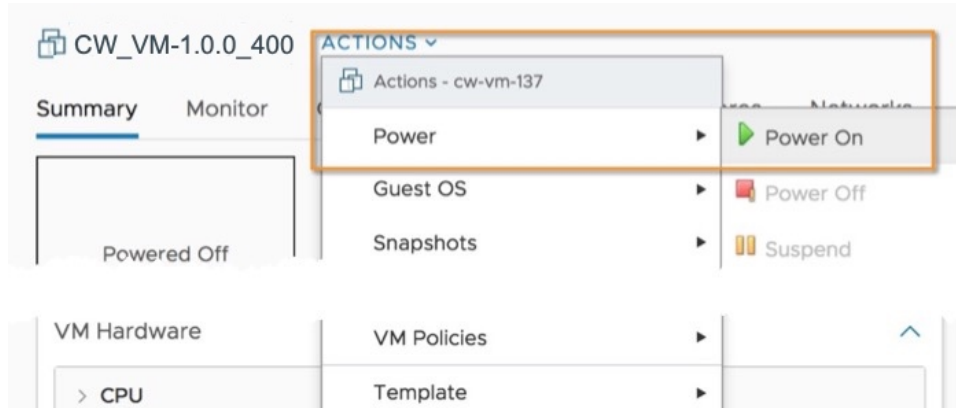 CW_VM-1.0.0_400 ACTIONS
Actions - cw-vm-137
Summary Monitor Networks
Power Power On
Guest OS Power Off
Snapshots Suspend
Powered Off
VM Hardware VM Policies
CPU Template